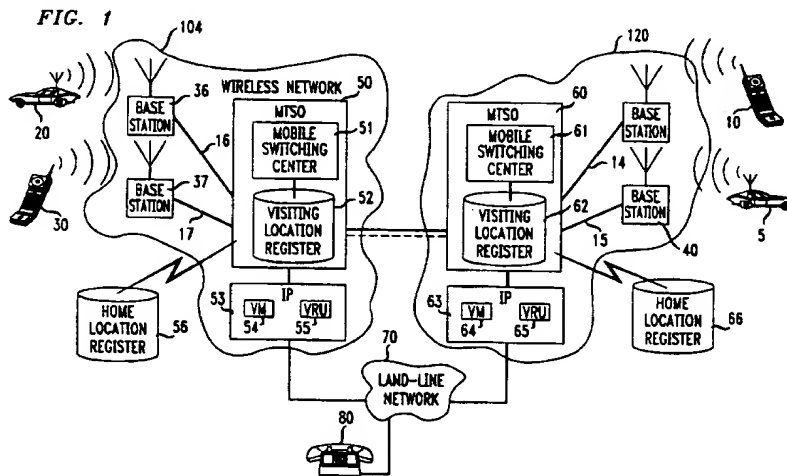 FIG. 1
104
120
WIRELESS NETWORK
50
60
36
20
BASE
STATION
16
MTSO
51
MOBILE
SWITCHING
CENTER
52
VISITING
LOCATION
REGISTER
37
BASE
STATION
30
17
MTSO
61
MOBILE
SWITCHING
CENTER
62
VISITING
LOCATION
REGISTER
14
BASE
STATION
10
BASE
STATION
15
40
5
HOME
LOCATION
REGISTER
56
53
IP
VM
VRU
54
55
63
IP
VM
VRU
64
65
HOME
LOCATION
REGISTER
66
70
LAND-LINE
NETWORK
80